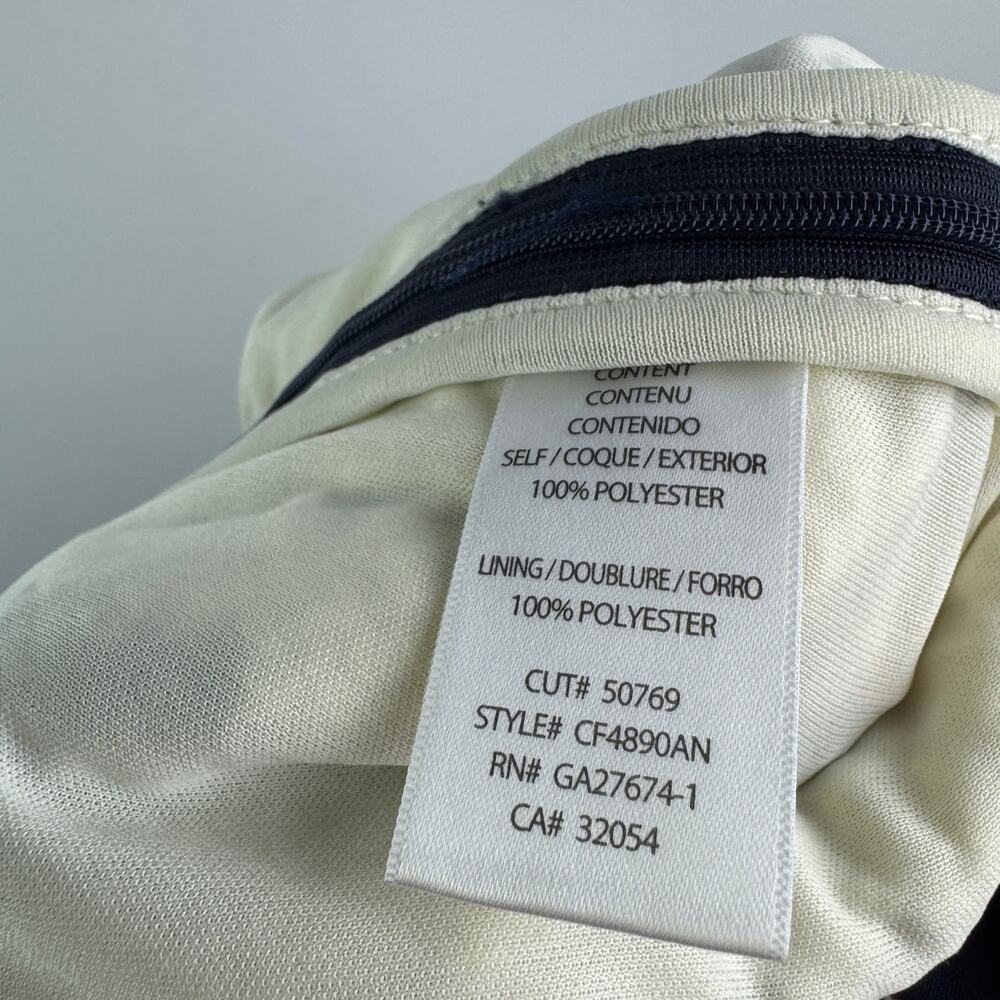 CONTENT
CONTENU
CONTENIDO
SELF / COQUE / EXTERIOR
100% POLYESTER
LINING / DOUBLURE / FORRO
100% POLYESTER
CUT# 50769
STYLE# CF4890AN
RN# GA27674-1
CA# 32054